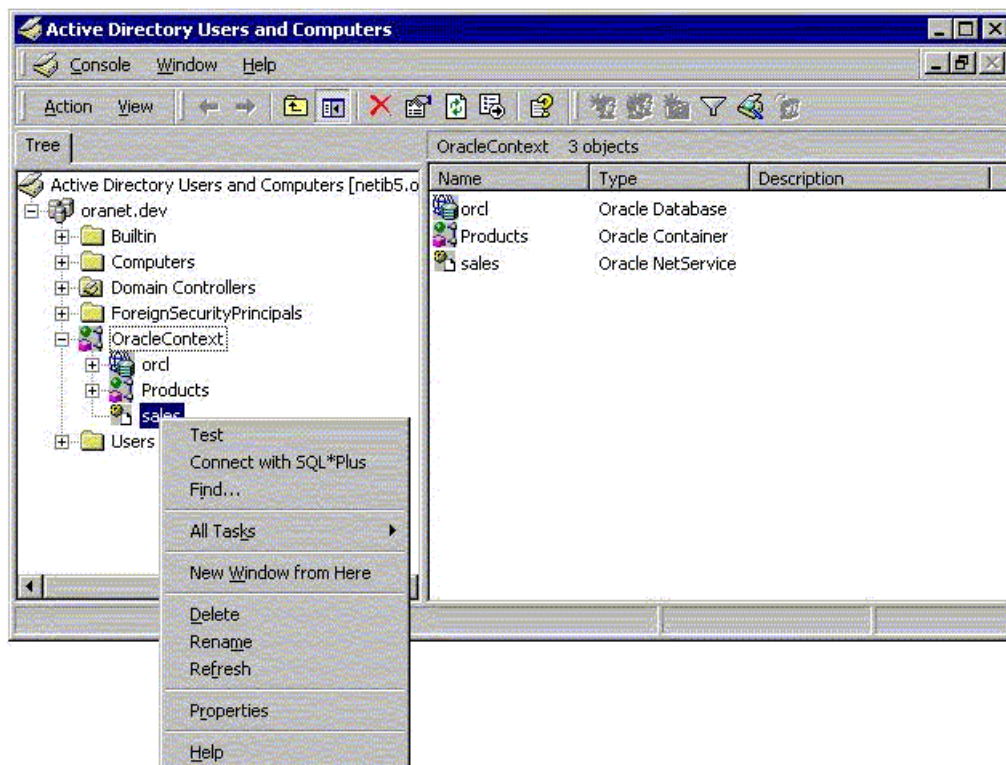 Active Directory Users and Computers
Console Window Help
Action View
Tree
OracleContext 3 objects
Active Directory Users and Computers [netib5.o
Name Type Description
oranet.dev
orcl Oracle Database
Builtin
Products Oracle Container
Computers
sales Oracle NetService
Domain Controllers
ForeignSecurityPrincipals
OracleContext
orcl
Products
sales
Users
Test
Connect with SQL*Plus
Find...
All Tasks
New Window from Here
Delete
Rename
Refresh
Properties
Help